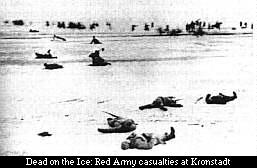 Dead on the Ice: Red Army casualties at Kronstadt